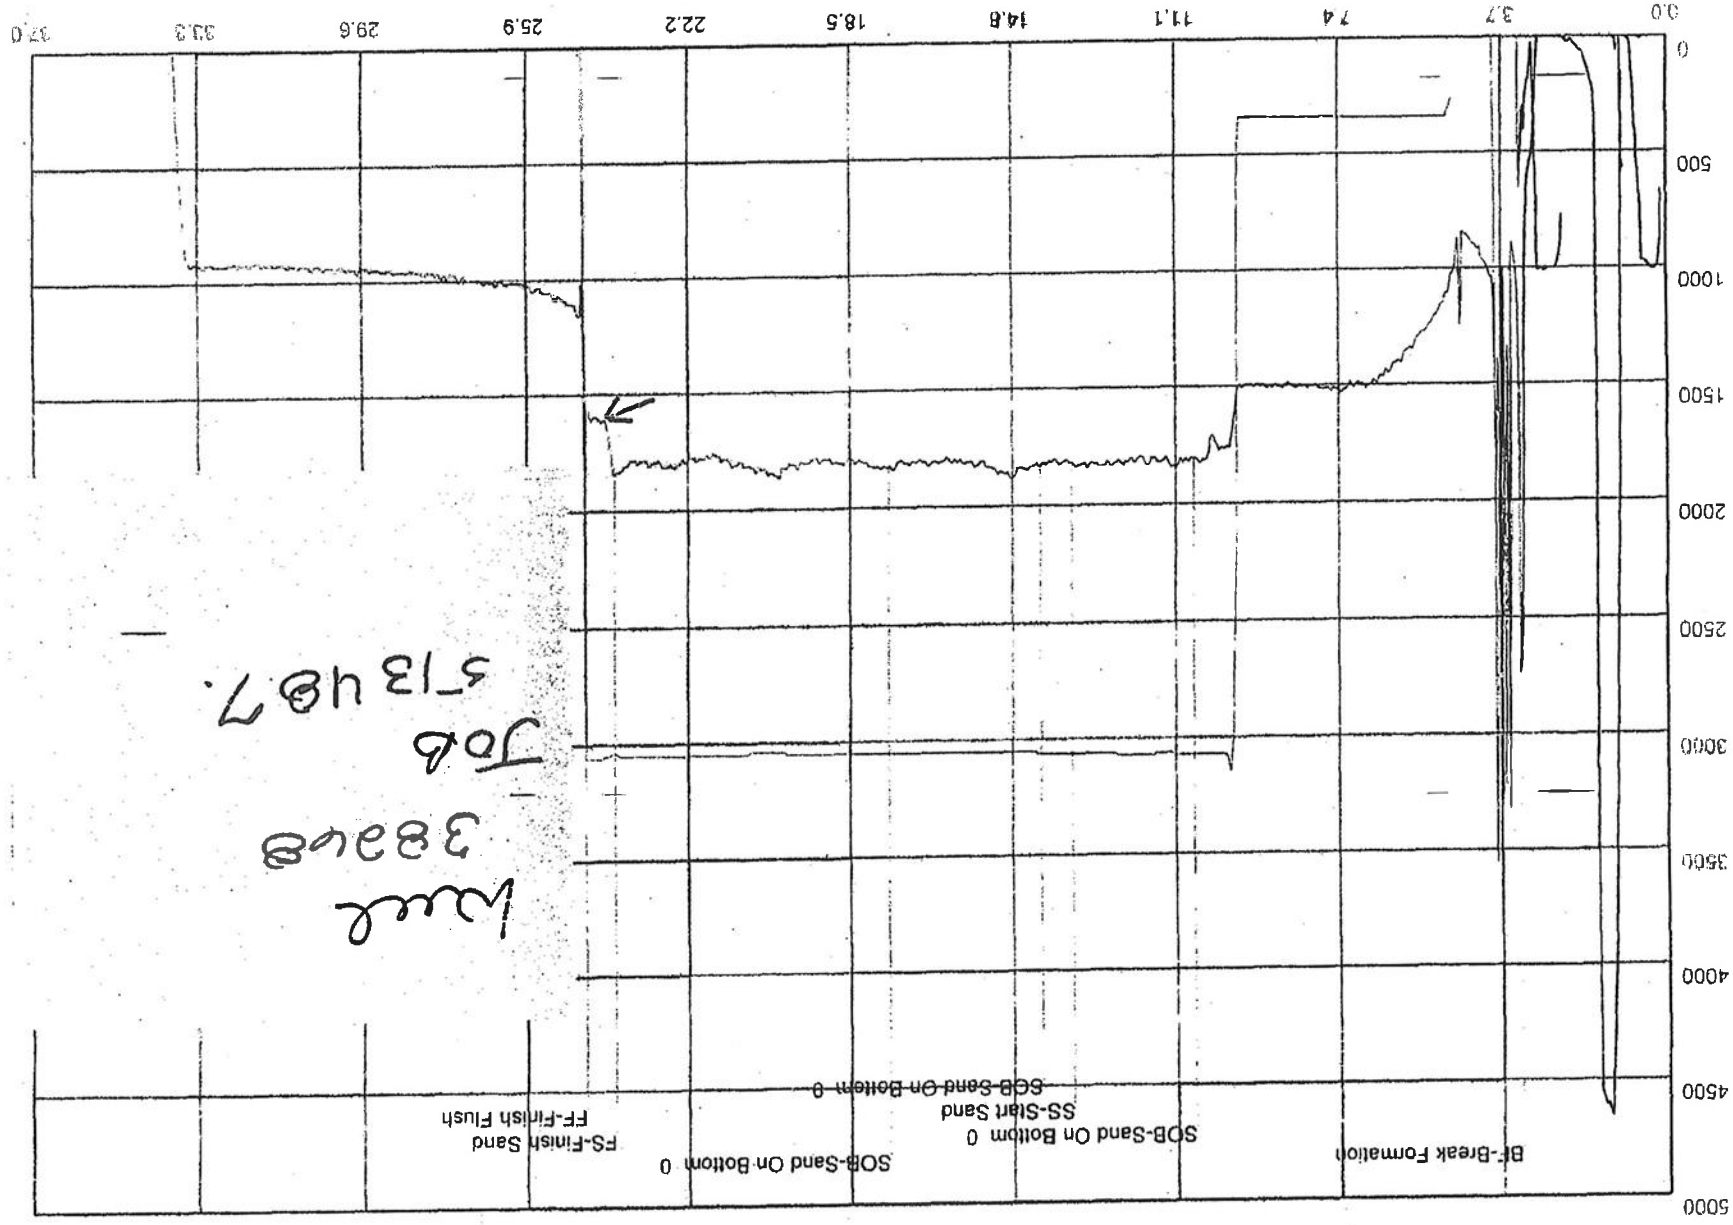 5000
BF-Break Formation
SOB-Sand On Bottom 0
SOB-Sand On Bottom 0
SS-Start Sand
SOB-Sand On Bottom 0
FS-Finish Sand
FF-Finish Flush
4500
4000
3500
3000
2500
2000
1500
1000
500
0
Well
38268
JOB
513487.
0.0 3.7 7.4 11.1 14.8 18.5 22.2 25.9 29.6 33.3 37.0